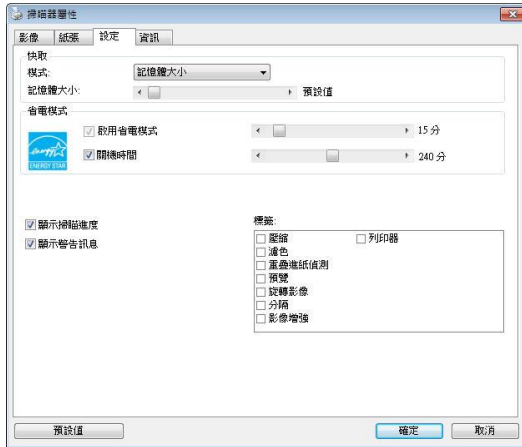 掃瞄器屬性
影像 紙張 設定 資訊
快取
模式: 記憶體大小
記憶體大小: 預設值
省電模式
啟用省電模式 15 分
關機時間 240 分
ENERGY STAR
顯示掃瞄進度
顯示警告訊息
標籤:
壓縮 列印器
濾色
重疊進紙偵測
預覽
旋轉影像
分隔
影像增強
預設值 確定 取消